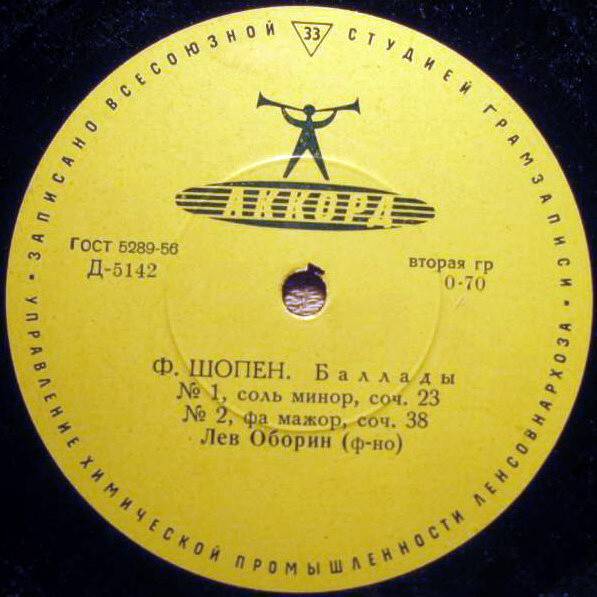 ЗАПИСАНО ВСЕСОЮЗНОЙ СТУДИЕЙ ГРАМЗАПИСИ
33
АККОРД
ГОСТ 5289-56
Д-5142
вторая гр
0-70
Ф. ШОПЕН. Баллады
№ 1, соль минор, соч. 23
№ 2, фа мажор, соч. 38
Лев Оборин (ф-но)
• УПРАВЛЕНИЕ ХИМИЧЕСКОЙ ПРОМЫШЛЕННОСТИ ЛЕНСОВНАРХОЗА •